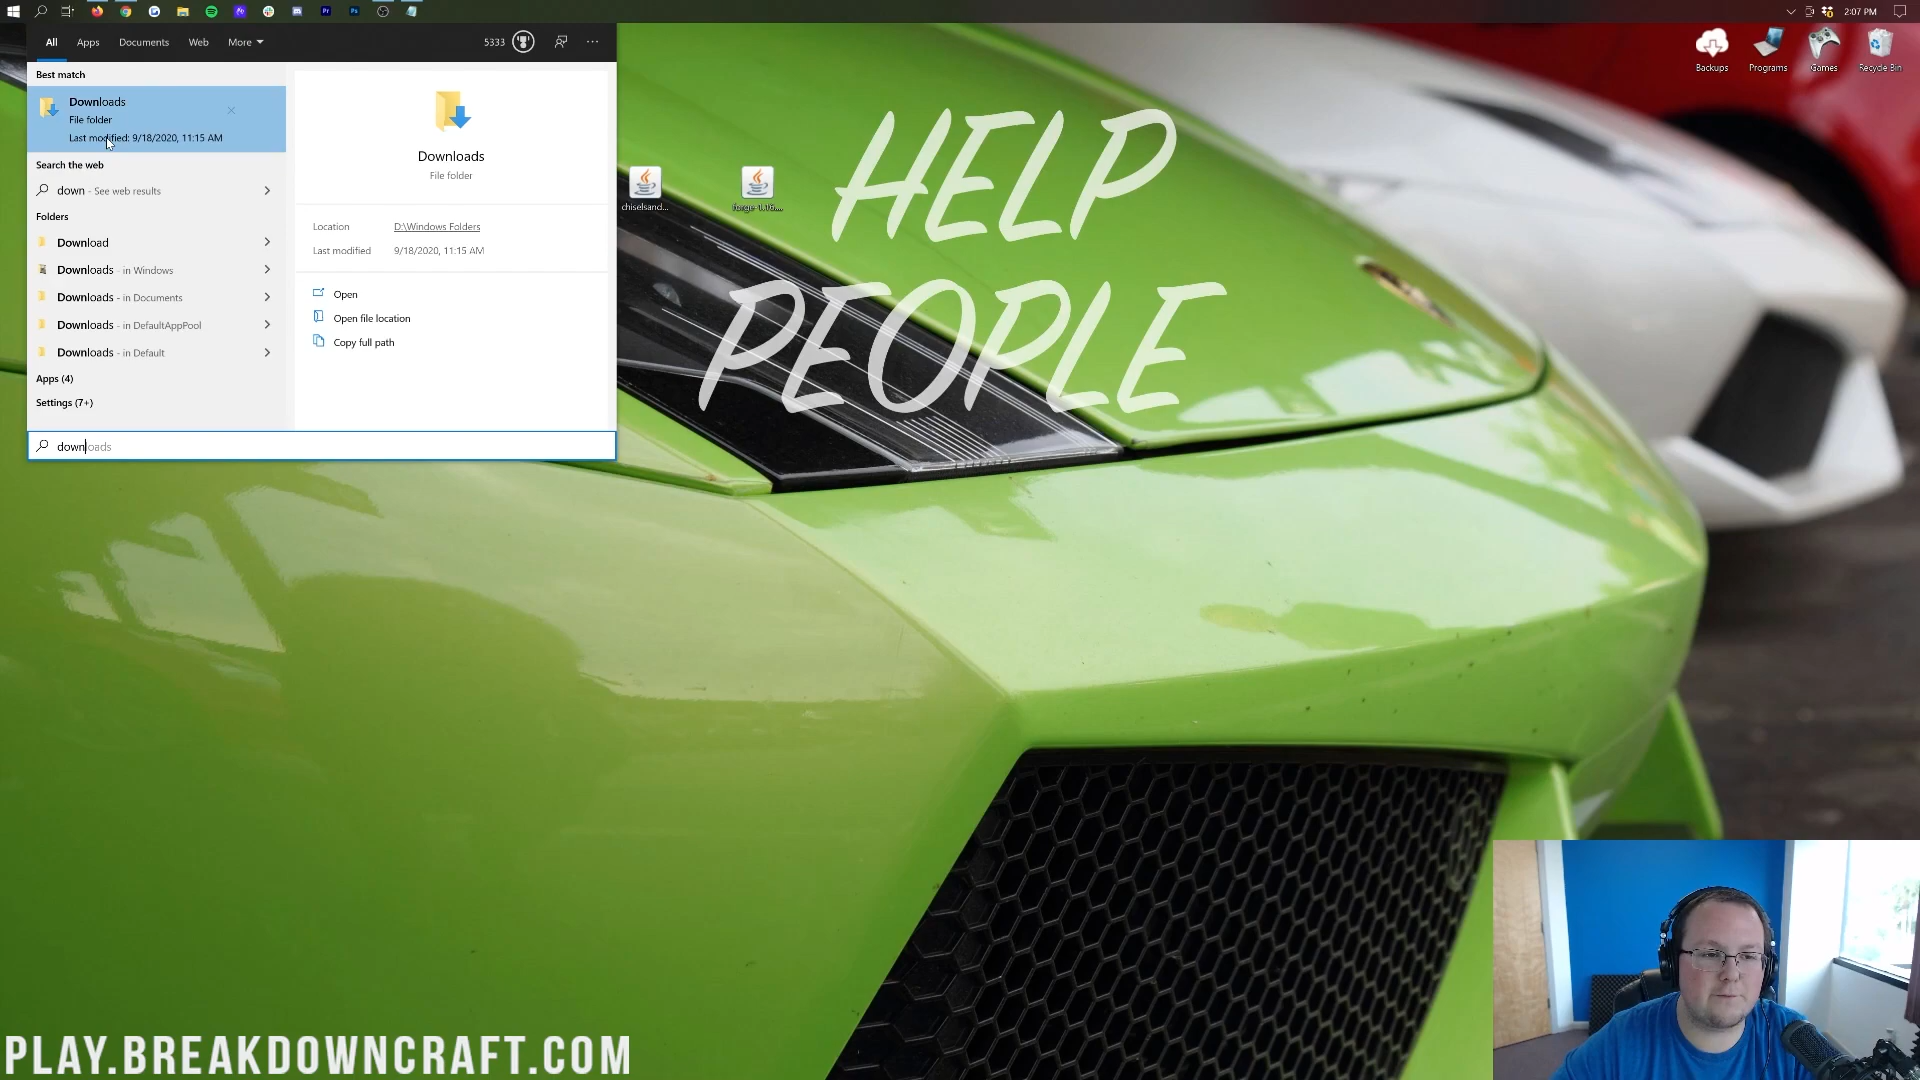 2:07 PM
All Apps Documents Web More 5333 ...
Best match
Downloads
File folder
Last modified: 9/18/2020, 11:15 AM
Search the web
down - See web results
Folders
Download
Downloads - in Windows
Downloads - in Documents
Downloads - in DefaultAppPool
Downloads - in Default
Apps (4)
Settings (7+)
downloads
Downloads
File folder
Location D:\Windows Folders
Last modified 9/18/2020, 11:15 AM
Open
Open file location
Copy full path
chiselsand...
forge-1.16....
Backups Programs Games Recycle Bin
HELP
PEOPLE
PLAY.BREAKDOWNCRAFT.COM